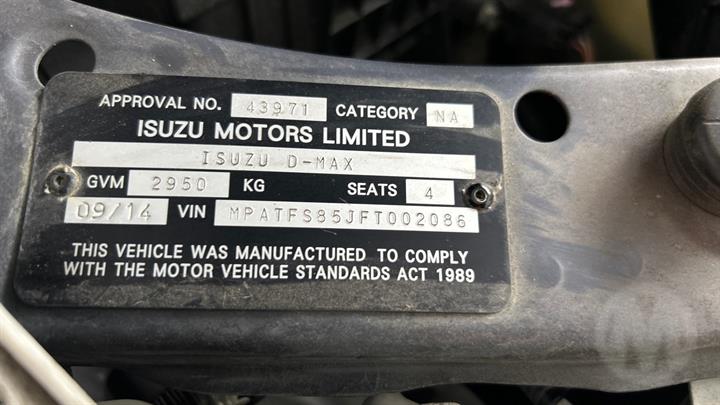 APPROVAL NO. 43971 CATEGORY NA
ISUZU MOTORS LIMITED
ISUZU D-MAX
GVM 2950 KG SEATS 4
09/14 VIN MPATFS85JFT002086
THIS VEHICLE WAS MANUFACTURED TO COMPLY
WITH THE MOTOR VEHICLE STANDARDS ACT 1989
M